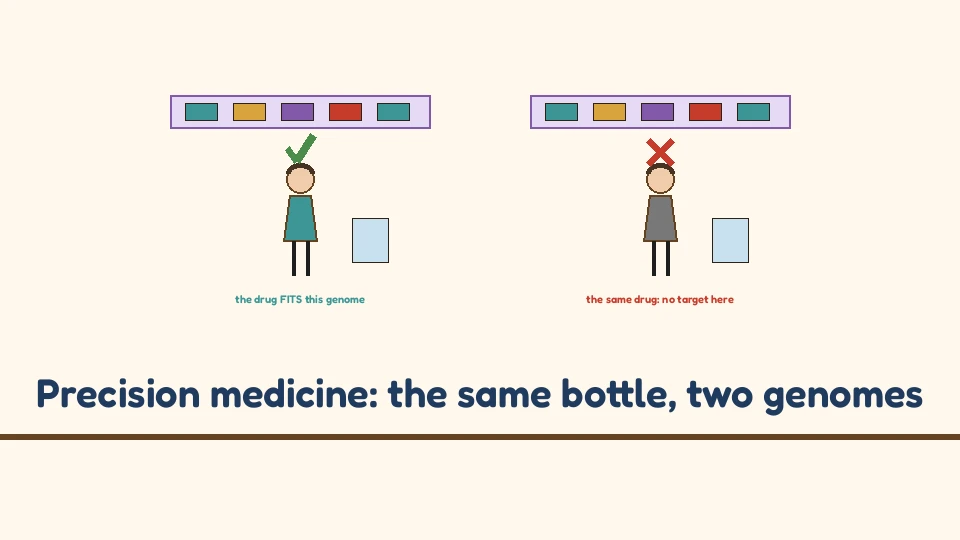 the drug FITS this genome
the same drug: no target here
Precision medicine: the same bottle, two genomes